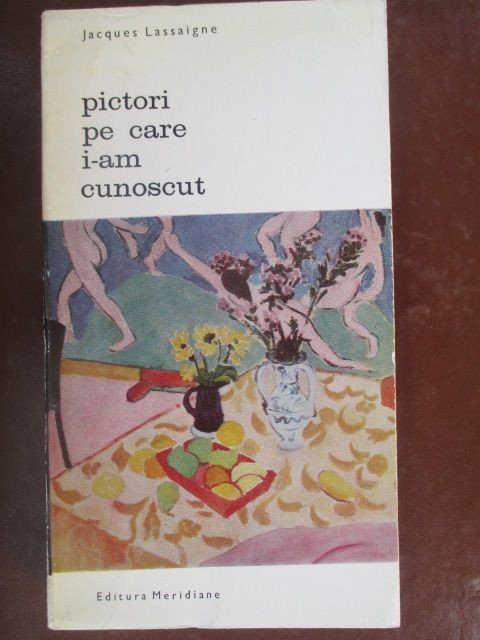 Jacques Lassaigne
pictori
pe care
i-am
cunoscut
Editura Meridiane